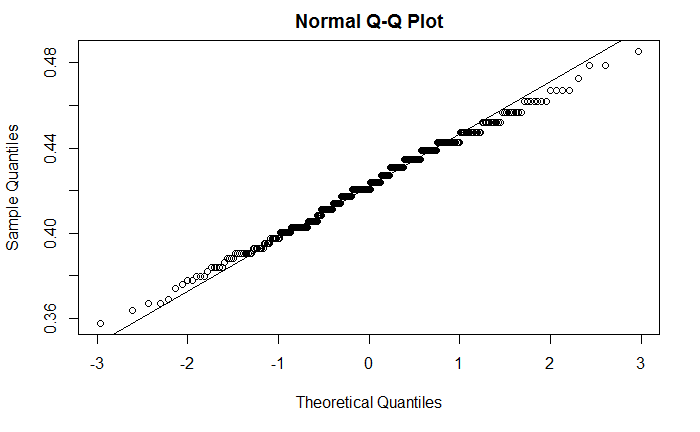 Normal Q-Q Plot
Sample Quantiles
0.48
0.44
0.40
0.36
-3 -2 -1 0 1 2 3
Theoretical Quantiles